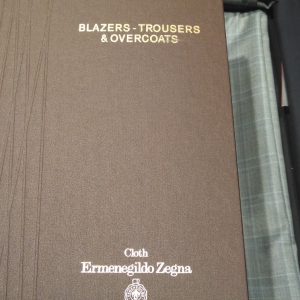 BLAZERS - TROUSERS
& OVERCOATS
Cloth
Ermenegildo Zegna